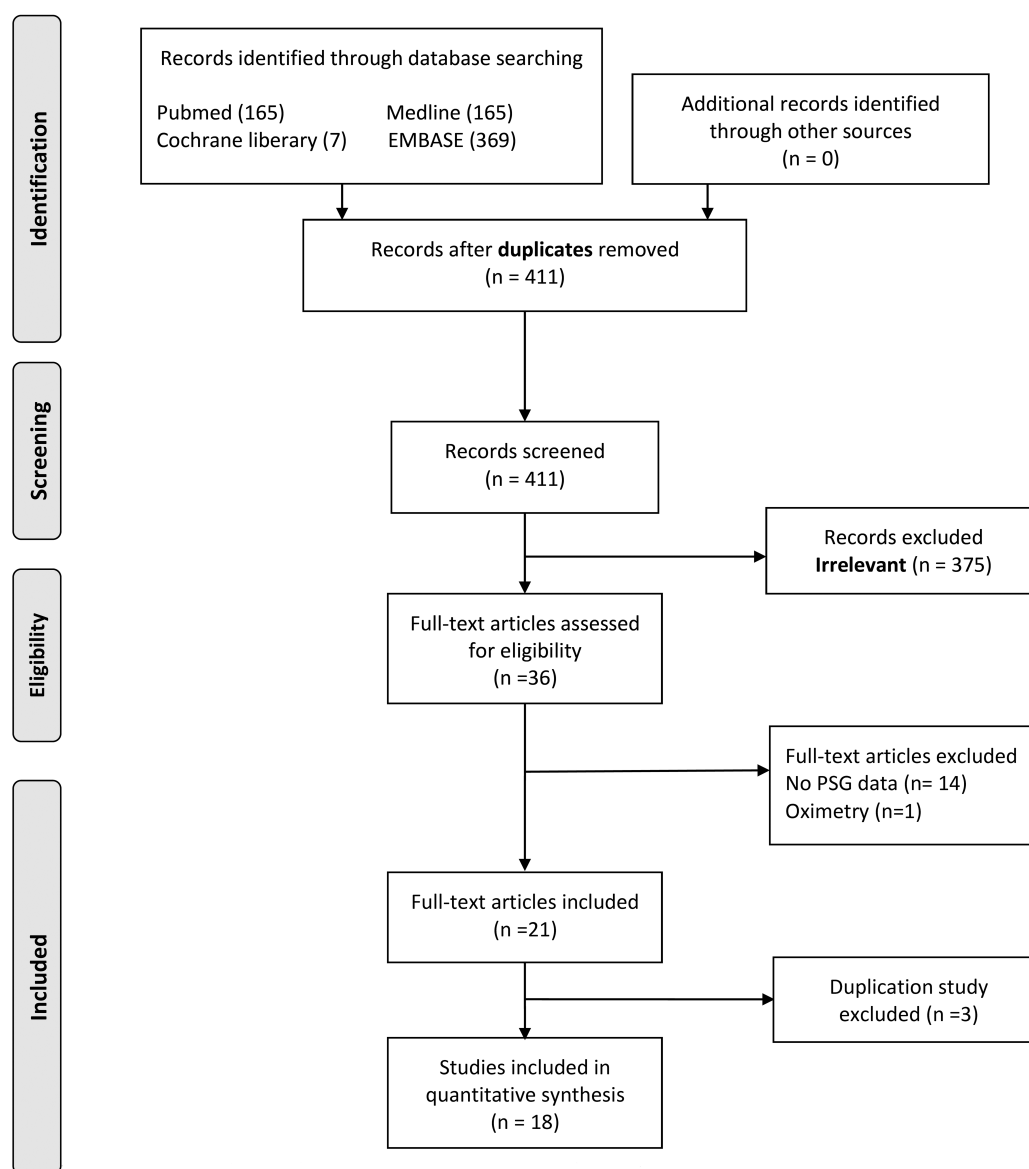 Identification
Records identified through database searching
Pubmed (165) Medline (165)
Cochrane liberary (7) EMBASE (369)
Additional records identified
through other sources
(n = 0)
Records after duplicates removed
(n = 411)
Screening
Records screened
(n = 411)
Records excluded
Irrelevant (n = 375)
Eligibility
Full-text articles assessed
for eligibility
(n =36)
Full-text articles excluded
No PSG data (n= 14)
Oximetry (n=1)
Included
Full-text articles included
(n =21)
Duplication study
excluded (n =3)
Studies included in
quantitative synthesis
(n = 18)